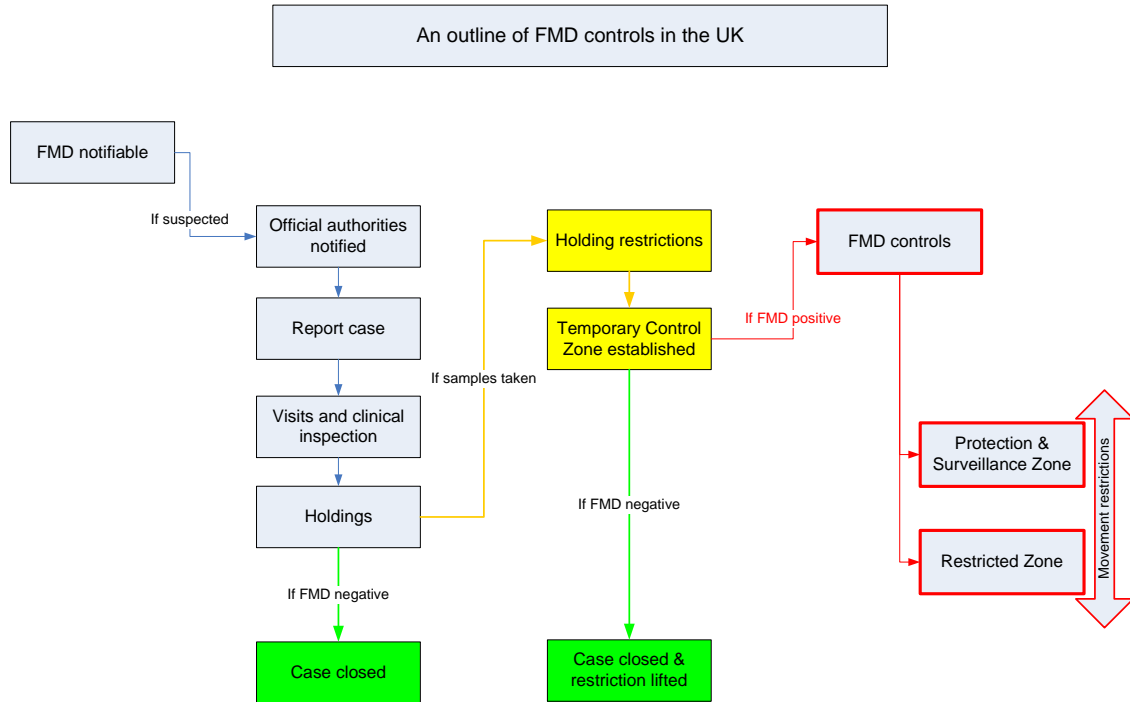 An outline of FMD controls in the UK
FMD notifiable
If suspected
Official authorities
notified
Report case
Visits and clinical
inspection
Holdings
If FMD negative
Case closed
If samples taken
Holding restrictions
Temporary Control
Zone established
If FMD negative
Case closed &
restriction lifted
If FMD positive
FMD controls
Protection &
Surveillance Zone
Restricted Zone
Movement restrictions